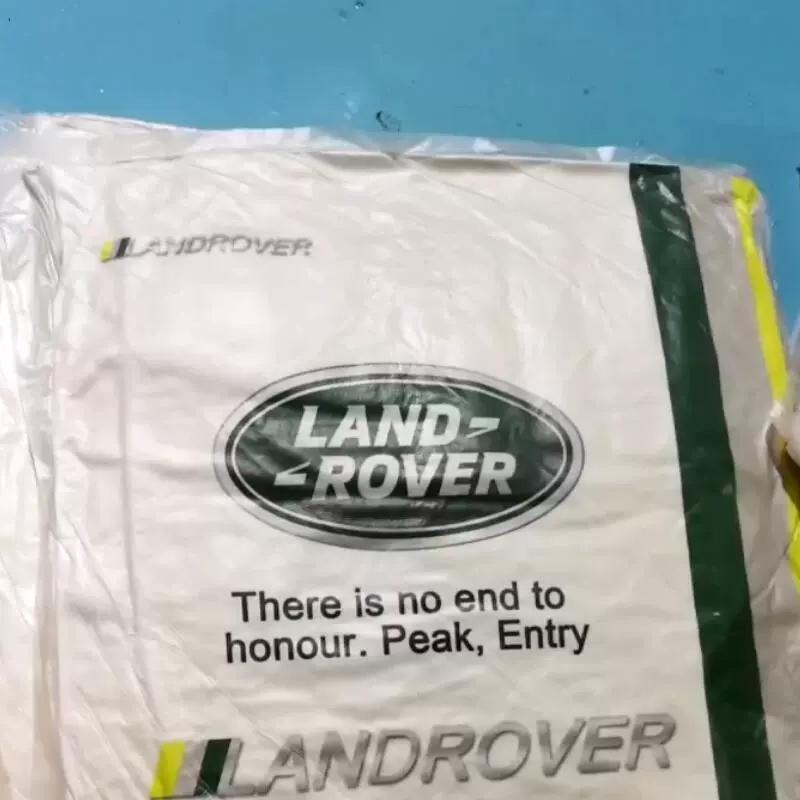 LANDROVER
LAND
ROVER
There is no end to
honour. Peak, Entry
LANDROVER